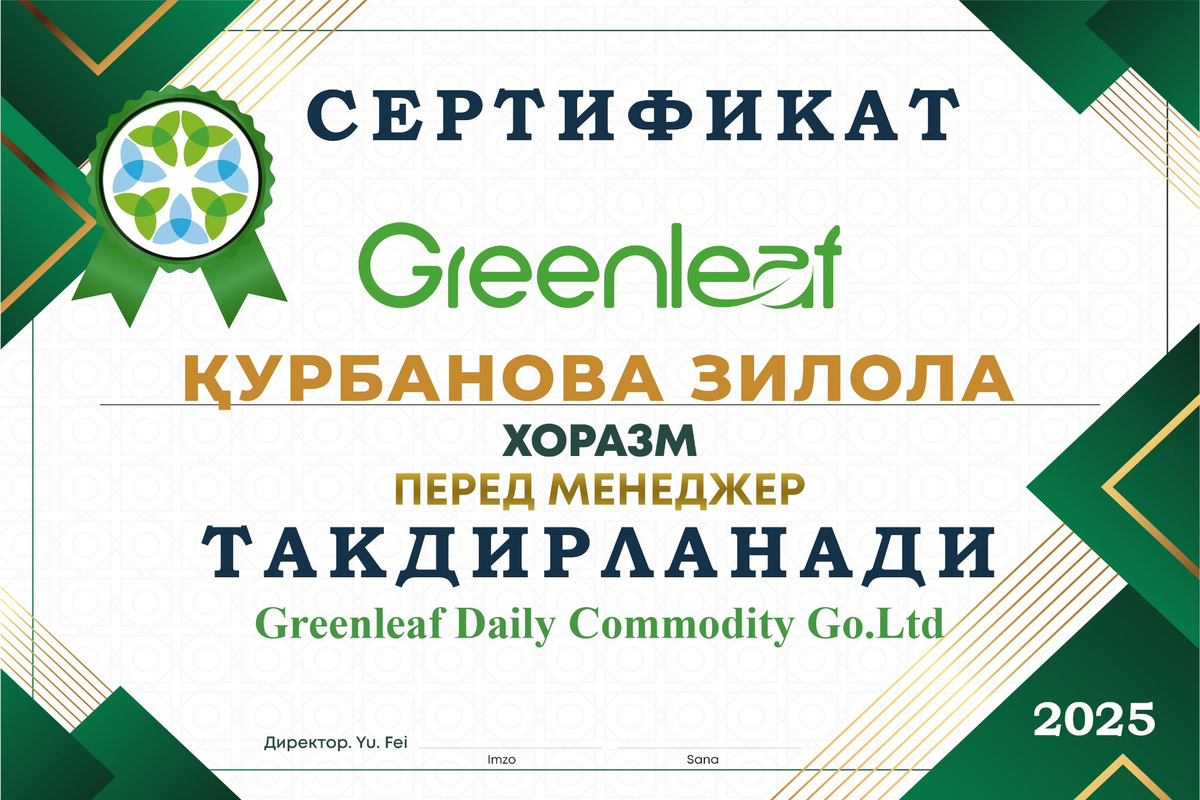 СЕРТИФИКАТ
Greenleaf
ҚУРБАНОВА ЗИЛОЛА
ХОРАЗМ
ПЕРЕД МЕНЕДЖЕР
ТАКДИРЛАНАДИ
Greenleaf Daily Commodity Go.Ltd
2025
Директор. Yu. Fei
Imzo Sana